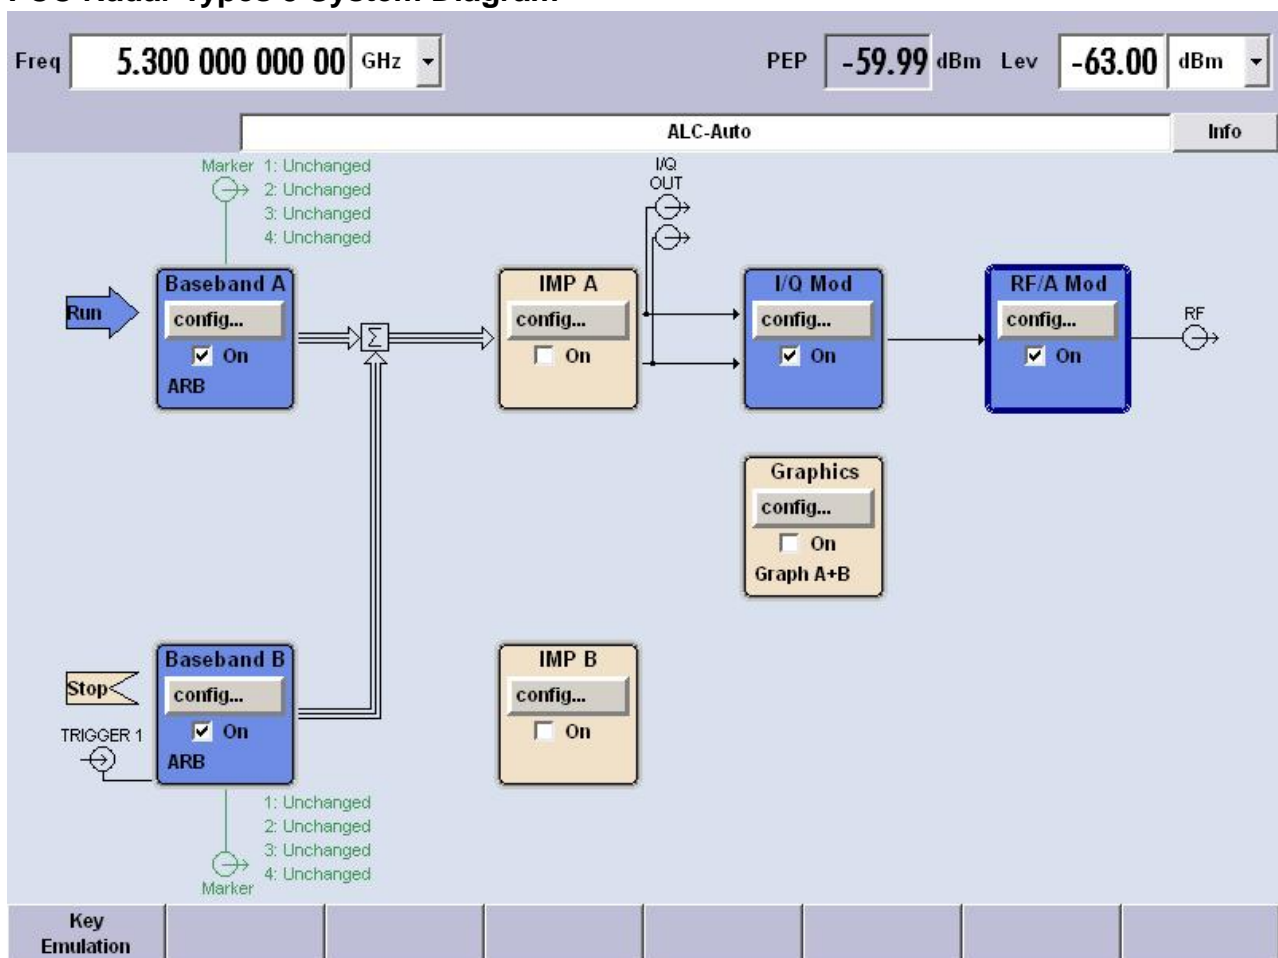 Freq 5.300 000 000 00 GHz PEP -59.99 dBm Lev -63.00 dBm
ALC-Auto Info
Marker 1: Unchanged
2: Unchanged
3: Unchanged
4: Unchanged
I/Q
OUT
Run
Baseband A
config...
On
ARB
Σ
IMP A
config...
On
I/Q Mod
config...
On
RF/A Mod
config...
On
RF
Graphics
config...
On
Graph A+B
Stop
TRIGGER 1
Baseband B
config...
On
ARB
IMP B
config...
On
1: Unchanged
2: Unchanged
3: Unchanged
4: Unchanged
Marker
Key
Emulation